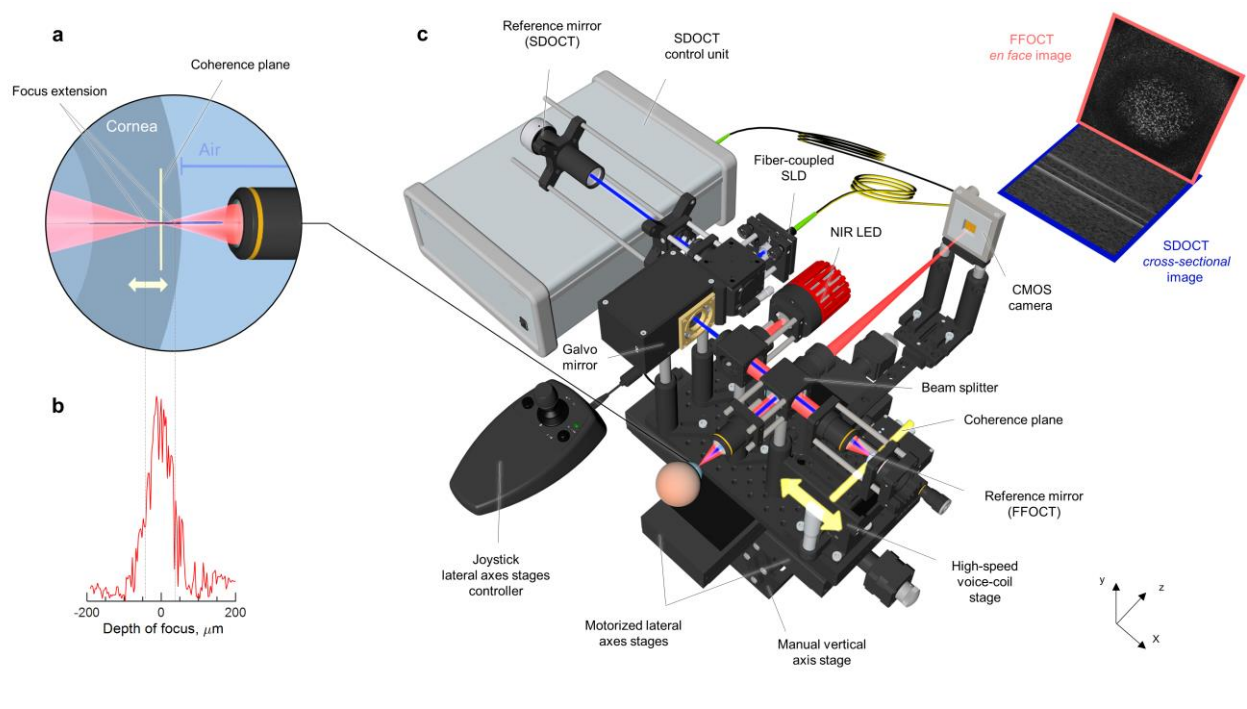 a
Coherence plane
Focus extension
Cornea
Air
b
-200
0
200
Depth of focus, μm
c
Reference mirror
(SDOCT)
SDOCT
control unit
Fiber-coupled
SLD
NIR LED
FFOCT
en face image
SDOCT
cross-sectional
image
CMOS
camera
Galvo
mirror
Beam splitter
Coherence plane
Reference mirror
(FFOCT)
High-speed
voice-coil
stage
Joystick
lateral axes stages
controller
Motorized lateral
axes stages
Manual vertical
axis stage
y
z
x